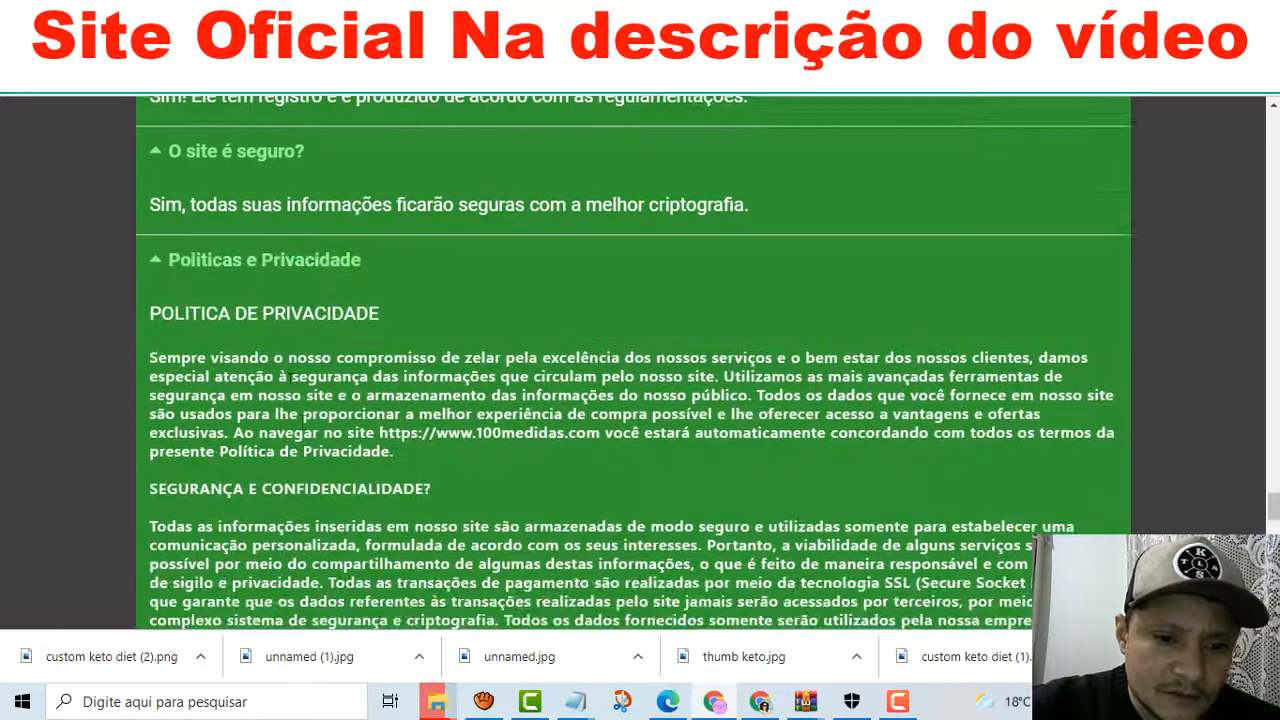 Site Oficial Na descrição do vídeo
Sim! Ele tem registro e é produzido de acordo com as regulamentações.
O site é seguro?
Sim, todas suas informações ficarão seguras com a melhor criptografia.
Politicas e Privacidade
POLITICA DE PRIVACIDADE
Sempre visando o nosso compromisso de zelar pela excelência dos nossos serviços e o bem estar dos nossos clientes, damos
especial atenção à segurança das informações que circulam pelo nosso site. Utilizamos as mais avançadas ferramentas de
segurança em nosso site e o armazenamento das informações do nosso público. Todos os dados que você fornece em nosso site
são usados para lhe proporcionar a melhor experiência de compra possível e lhe oferecer acesso a vantagens e ofertas
exclusivas. Ao navegar no site https://www.100medidas.com você estará automaticamente concordando com todos os termos da
presente Política de Privacidade.
SEGURANÇA E CONFIDENCIALIDADE?
Todas as informações inseridas em nosso site são armazenadas de modo seguro e utilizadas somente para estabelecer uma
comunicação personalizada, formulada de acordo com os seus interesses. Portanto, a viabilidade de alguns serviços s
possível por meio do compartilhamento de algumas destas informações, o que é feito de maneira responsável e com
de sigilo e privacidade. Todas as transações de pagamento são realizadas por meio da tecnologia SSL (Secure Socket
que garante que os dados referentes às transações realizadas pelo site jamais serão acessados por terceiros, por meio
complexo sistema de segurança e criptografia. Todos os dados fornecidos somente serão utilizados pela nossa empre
custom keto diet (2).png
unnamed (1).jpg
unnamed.jpg
thumb keto.jpg
custom keto diet (1).
Digite aqui para pesquisar
18°C